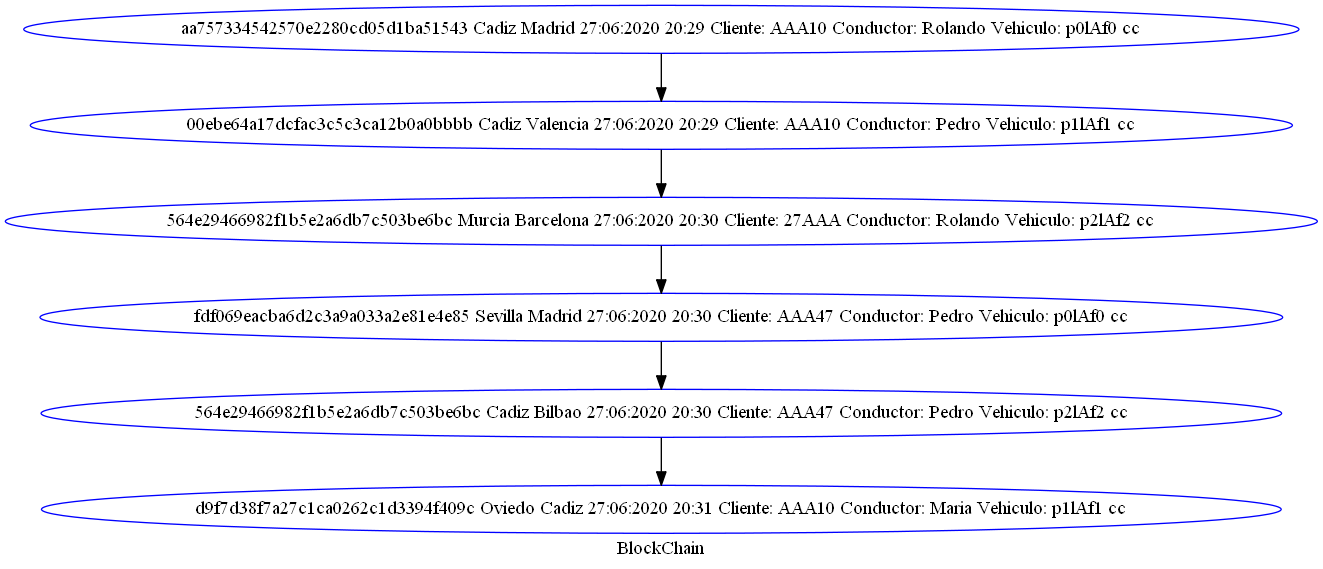 aa757334542570e2280cd05d1ba51543 Cadiz Madrid 27:06:2020 20:29 Cliente: AAA10 Conductor: Rolando Vehiculo: p0lAf0 cc
00ebe64a17dcfac3c5c3ca12b0a0bbbb Cadiz Valencia 27:06:2020 20:29 Cliente: AAA10 Conductor: Pedro Vehiculo: p1lAf1 cc
564e29466982f1b5e2a6db7c503be6bc Murcia Barcelona 27:06:2020 20:30 Cliente: 27AAA Conductor: Rolando Vehiculo: p2lAf2 cc
fdf069eacba6d2c3a9a033a2e81e4e85 Sevilla Madrid 27:06:2020 20:30 Cliente: AAA47 Conductor: Pedro Vehiculo: p0lAf0 cc
564e29466982f1b5e2a6db7c503be6bc Cadiz Bilbao 27:06:2020 20:30 Cliente: AAA47 Conductor: Pedro Vehiculo: p2lAf2 cc
d9f7d38f7a27c1ca0262c1d3394f409c Oviedo Cadiz 27:06:2020 20:31 Cliente: AAA10 Conductor: Maria Vehiculo: p1lAf1 cc
BlockChain